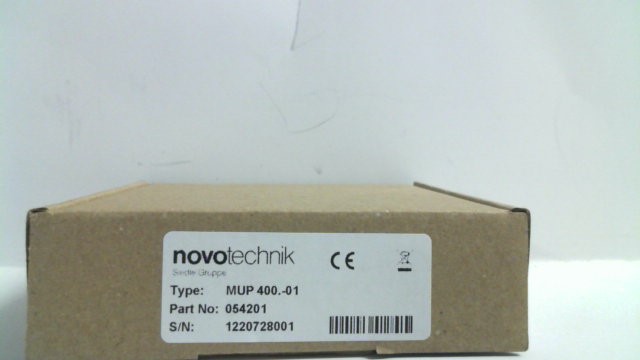 novotechnik
Siedle Gruppe
Type: MUP 400.-01
Part No: 054201
S/N: 1220728001
CE